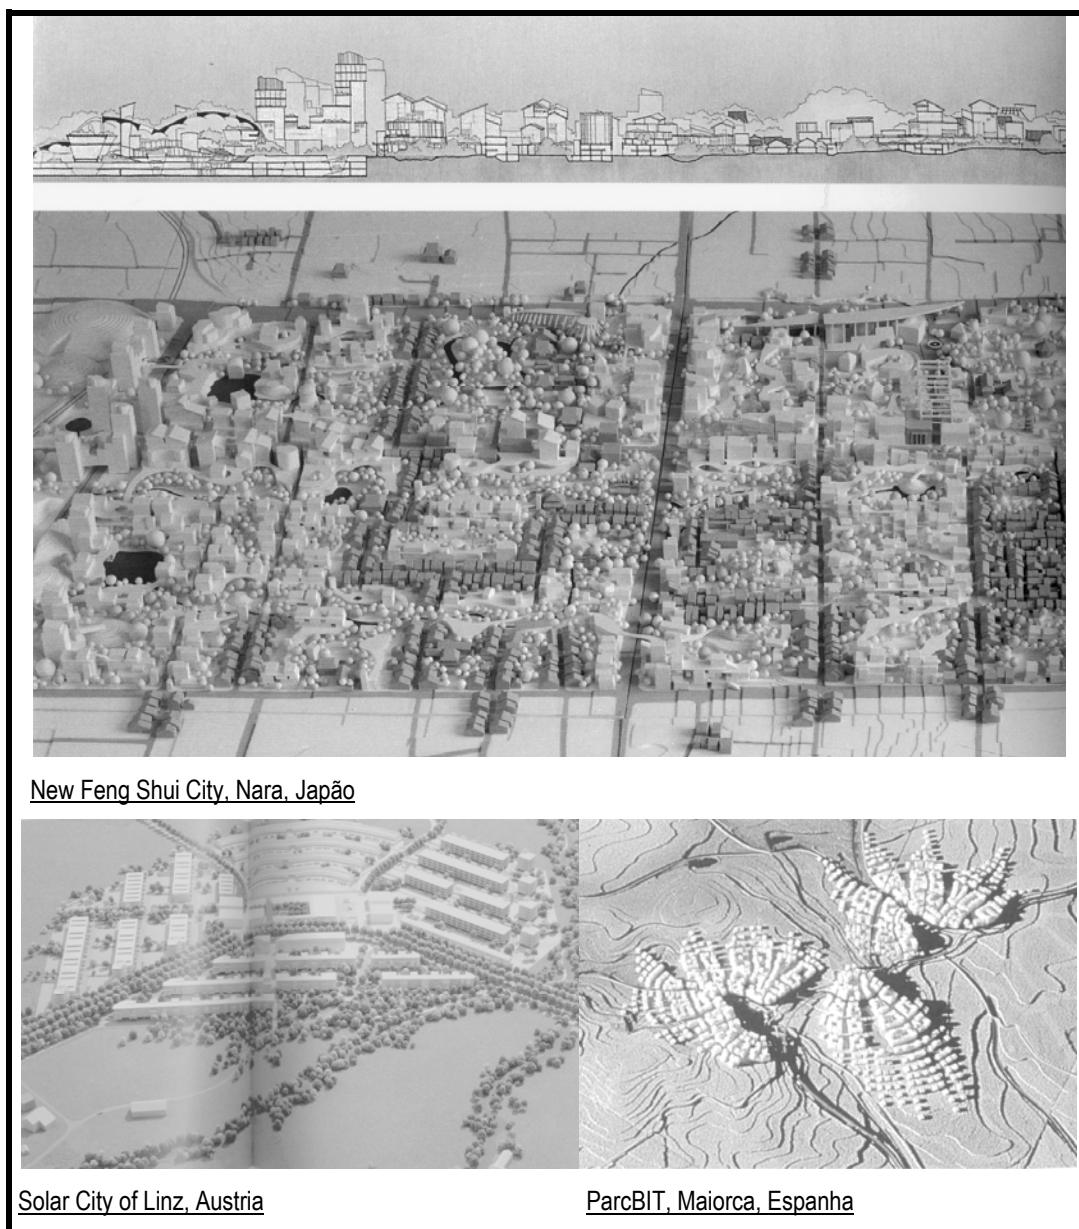 New Feng Shui City, Nara, Japão
Solar City of Linz, Austria
ParcBIT, Maiorca, Espanha